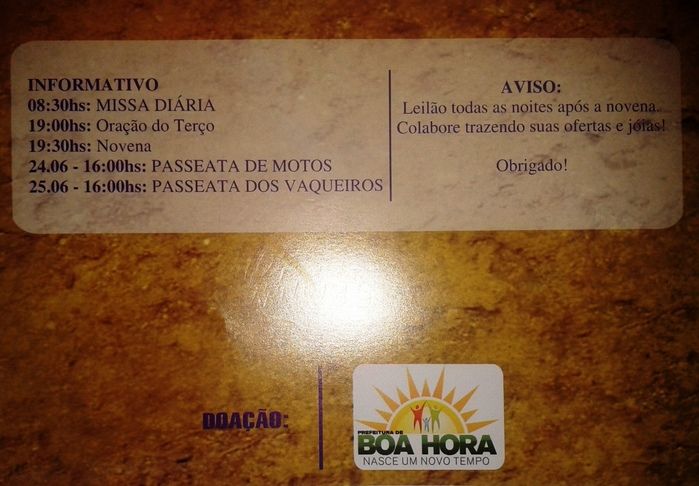 INFORMATIVO
08:30hs: MISSA DIÁRIA
19:00hs: Oração do Terço
19:30hs: Novena
24.06 - 16:00hs: PASSEATA DE MOTOS
25.06 - 16:00hs: PASSEATA DOS VAQUEIROS
AVISO:
Leilão todas as noites após a novena.
Colabore trazendo suas ofertas e jóias!
Obrigado!
DOAÇÃO:
PREFEITURA DE
BOA HORA
NASCE UM NOVO TEMPO